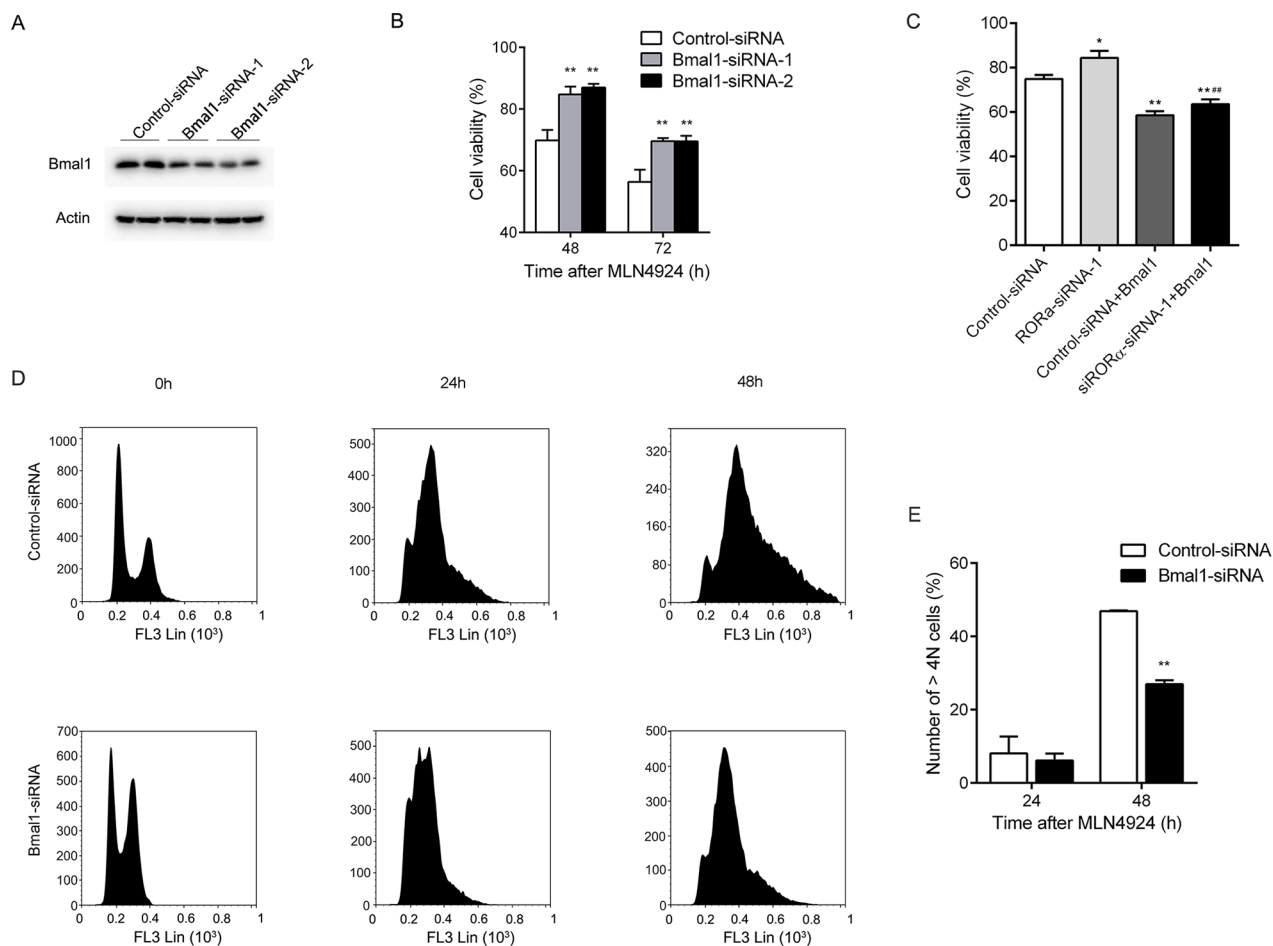 A
Control-siRNA
Bmal1-siRNA-1
Bmal1-siRNA-2
Bmal1
Actin
B
Control-siRNA
Bmal1-siRNA-1
Bmal1-siRNA-2
Cell viability (%)
100
80
60
40
** **
** **
48 72
Time after MLN4924 (h)
C
Cell viability (%)
100
80
60
40
20
0
*
**
**##
Control-siRNA
RORa-siRNA-1
Control-siRNA+Bmal1
siRORα-siRNA-1+Bmal1
D
0h 24h 48h
Control-siRNA
1000
800
600
400
200
0
0 0.2 0.4 0.6 0.8 1
FL3 Lin (10³)
500
400
300
200
100
0
0 0.2 0.4 0.6 0.8 1
FL3 Lin (10³)
320
240
160
80
0
0 0.2 0.4 0.6 0.8 1
FL3 Lin (10³)
Bmal1-siRNA
700
600
500
400
300
200
100
0
0 0.2 0.4 0.6 0.8 1
FL3 Lin (10³)
500
400
300
200
100
0
0 0.2 0.4 0.6 0.8 1
FL3 Lin (10³)
500
400
300
200
100
0
0 0.2 0.4 0.6 0.8 1
FL3 Lin (10³)
E
Control-siRNA
Bmal1-siRNA
Number of > 4N cells (%)
60
40
20
0
**
24 48
Time after MLN4924 (h)